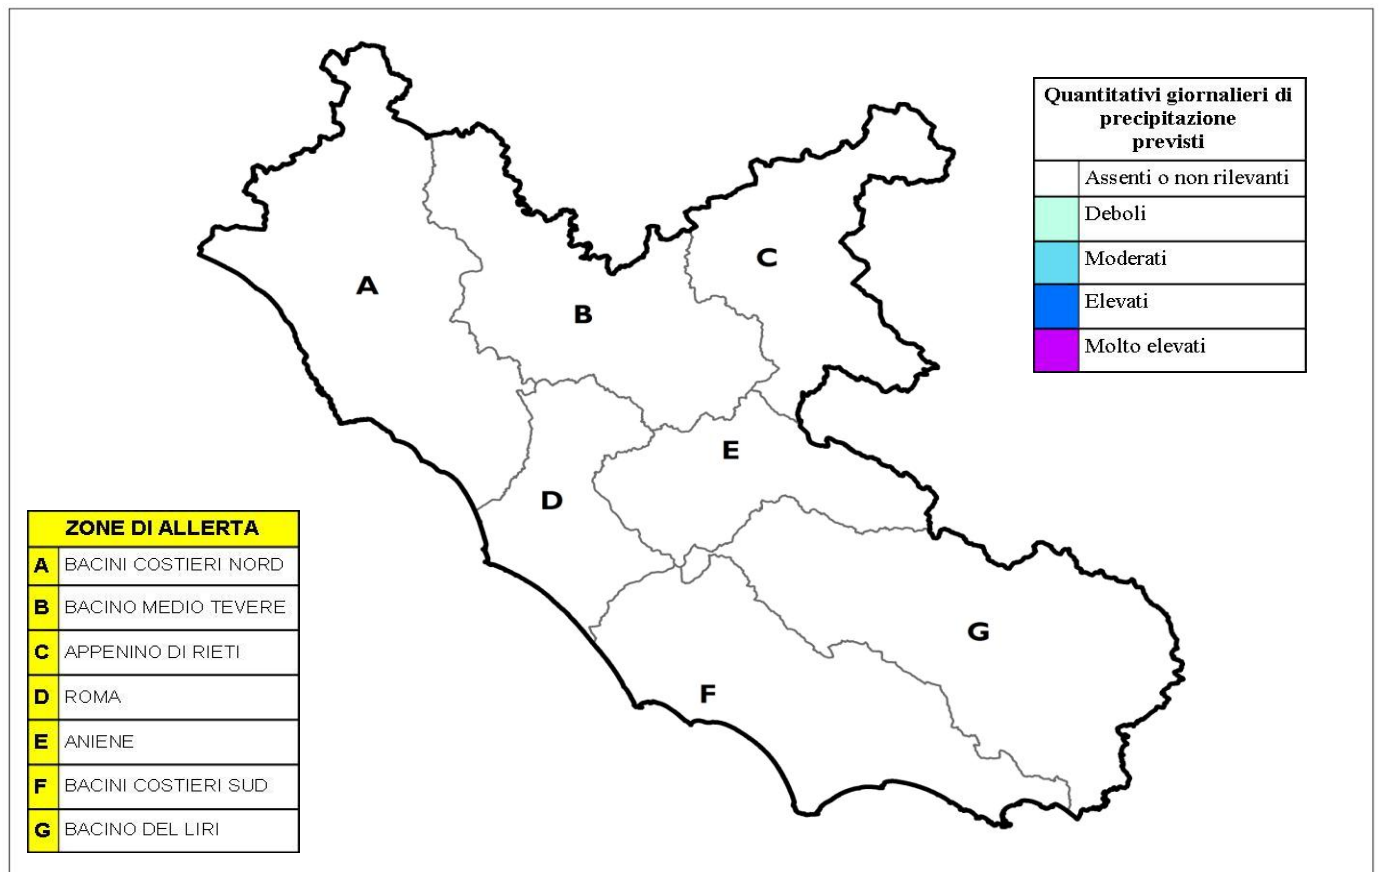 Quantitativi giornalieri di
precipitazione
previsti
Assenti o non rilevanti
Deboli
Moderati
Elevati
Molto elevati
A
B
C
D
E
F
G
ZONE DI ALLERTA
A BACINI COSTIERI NORD
B BACINO MEDIO TEVERE
C APPENINO DI RIETI
D ROMA
E ANIENE
F BACINI COSTIERI SUD
G BACINO DEL LIRI